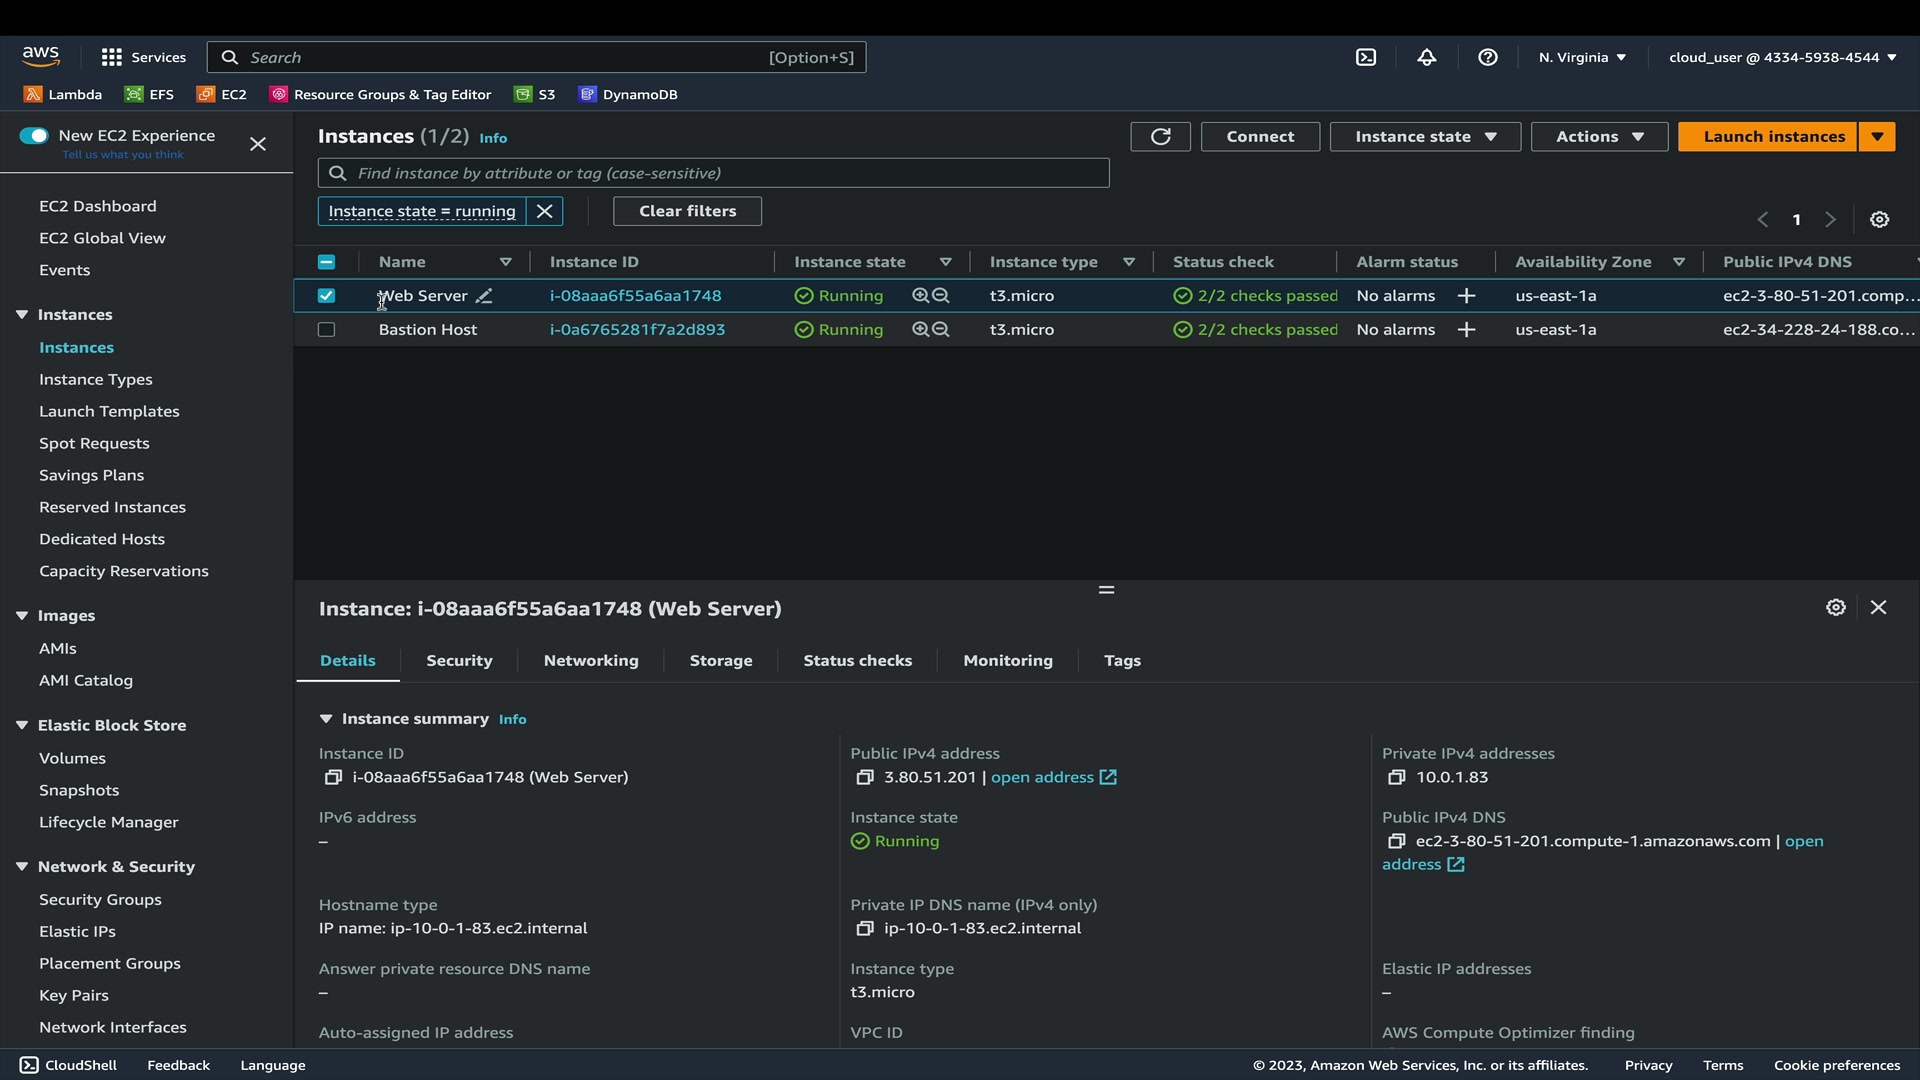 aws
Services
Search
[Option+S]
N. Virginia
cloud_user @ 4334-5938-4544
Lambda
EFS
EC2
Resource Groups & Tag Editor
S3
DynamoDB
New EC2 Experience
Tell us what you think
EC2 Dashboard
EC2 Global View
Events
Instances
Instances
Instance Types
Launch Templates
Spot Requests
Savings Plans
Reserved Instances
Dedicated Hosts
Capacity Reservations
Images
AMIs
AMI Catalog
Elastic Block Store
Volumes
Snapshots
Lifecycle Manager
Network & Security
Security Groups
Elastic IPs
Placement Groups
Key Pairs
Network Interfaces
Instances (1/2) Info
Connect
Instance state
Actions
Launch instances
Find instance by attribute or tag (case-sensitive)
Instance state = running
Clear filters
1
Name Instance ID Instance state Instance type Status check Alarm status Availability Zone Public IPv4 DNS
Web Server i-08aaa6f55a6aa1748 Running t3.micro 2/2 checks passed No alarms us-east-1a ec2-3-80-51-201.comp...
Bastion Host i-0a6765281f7a2d893 Running t3.micro 2/2 checks passed No alarms us-east-1a ec2-34-228-24-188.co...
Instance: i-08aaa6f55a6aa1748 (Web Server)
Details Security Networking Storage Status checks Monitoring Tags
Instance summary Info
Instance ID
i-08aaa6f55a6aa1748 (Web Server)
Public IPv4 address
3.80.51.201 | open address
Private IPv4 addresses
10.0.1.83
IPv6 address
–
Instance state
Running
Public IPv4 DNS
ec2-3-80-51-201.compute-1.amazonaws.com | open
address
Hostname type
IP name: ip-10-0-1-83.ec2.internal
Private IP DNS name (IPv4 only)
ip-10-0-1-83.ec2.internal
Answer private resource DNS name
–
Instance type
t3.micro
Elastic IP addresses
–
Auto-assigned IP address
VPC ID
AWS Compute Optimizer finding
CloudShell
Feedback
Language
© 2023, Amazon Web Services, Inc. or its affiliates.
Privacy
Terms
Cookie preferences